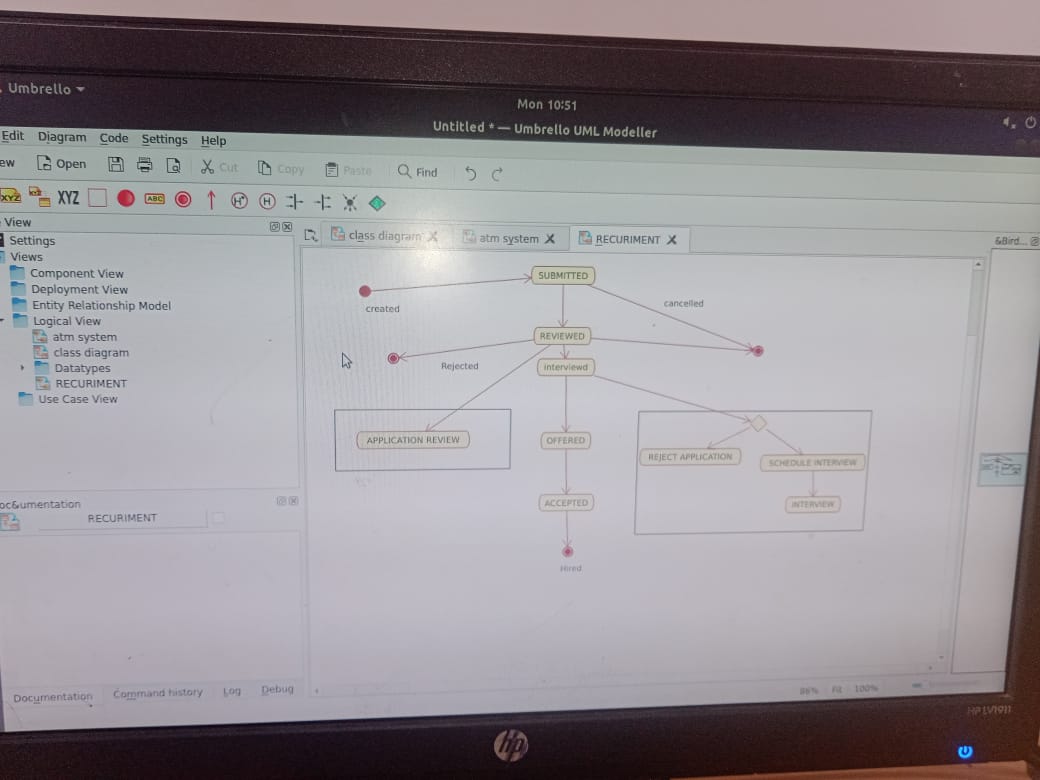 Umbrello
Mon 10:51
Untitled * — Umbrello UML Modeller
Edit Diagram Code Settings Help
ew Open Cut Copy Paste Find
XYZ XYZ ABC H* H
View
Settings
Views
Component View
Deployment View
Entity Relationship Model
Logical View
atm system
class diagram
Datatypes
RECURIMENT
Use Case View
oc&umentation
RECURIMENT
Documentation Command history Log Debug
class diagram atm system RECURIMENT
&Bird...
SUBMITTED
created
cancelled
REVIEWED
Rejected
interviewd
APPLICATION REVIEW
OFFERED
REJECT APPLICATION
SCHEDULE INTERVIEW
ACCEPTED
INTERVIEW
Hired
86% Fit 100%
HP LV1911
hp